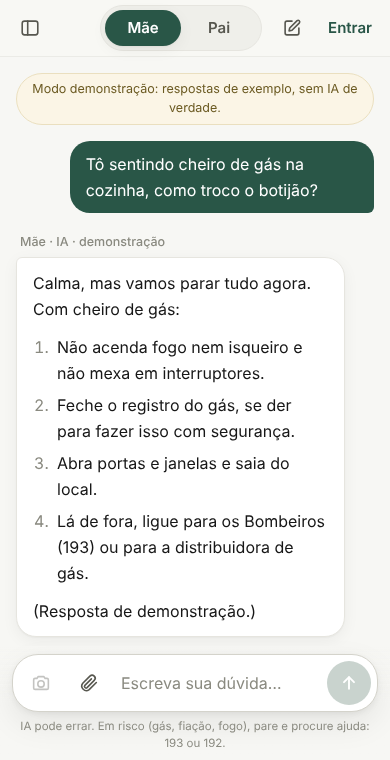 Mãe
Pai
Entrar
Modo demonstração: respostas de exemplo, sem IA de
verdade.
Tô sentindo cheiro de gás na
cozinha, como troco o botijão?
Mãe · IA · demonstração
Calma, mas vamos parar tudo agora.
Com cheiro de gás:
1. Não acenda fogo nem isqueiro e
não mexa em interruptores.
2. Feche o registro do gás, se der
para fazer isso com segurança.
3. Abra portas e janelas e saia do
local.
4. Lá de fora, ligue para os Bombeiros
(193) ou para a distribuidora de
gás.
(Resposta de demonstração.)
Escreva sua dúvida...
IA pode errar. Em risco (gás, fiação, fogo), pare e procure ajuda:
193 ou 192.